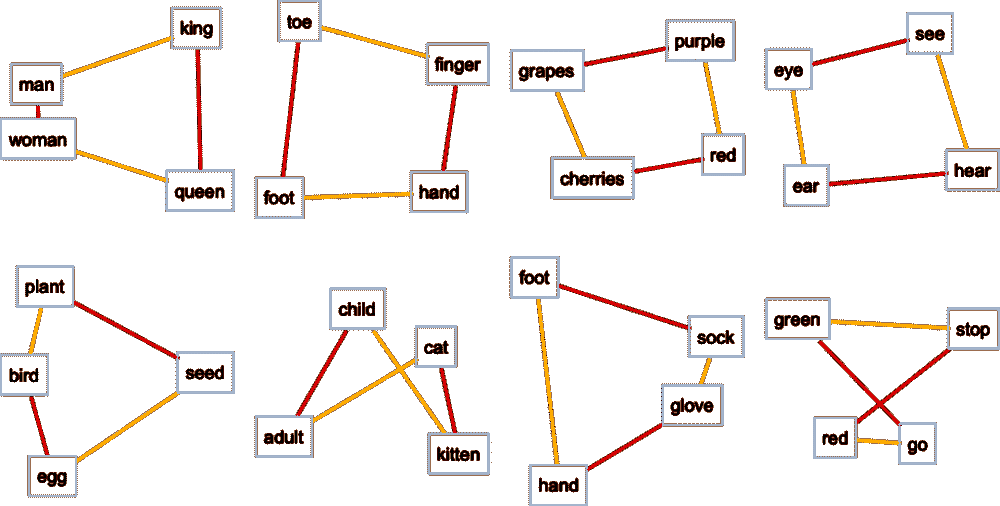 king
man
woman
queen
toe
finger
foot
hand
purple
grapes
red
cherries
see
eye
hear
ear
plant
bird
seed
egg
child
cat
adult
kitten
foot
sock
glove
hand
green
stop
red
go